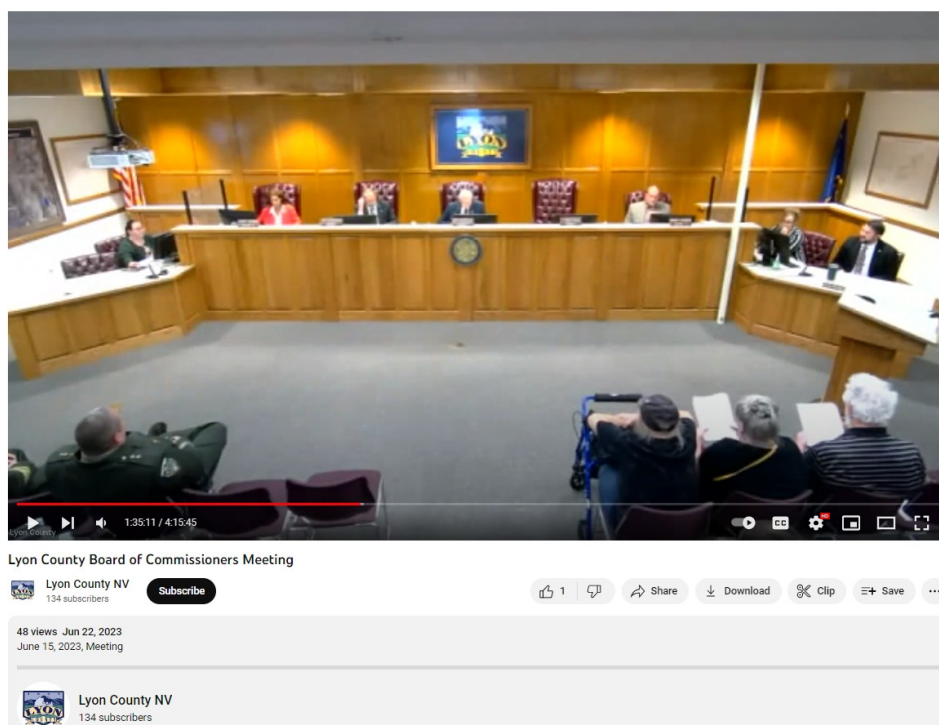 LYON
Lyon County
1:35:11 / 4:15:45
CC
HD
Lyon County Board of Commissioners Meeting
Lyon County NV
134 subscribers
Subscribe
1
Share
Download
Clip
Save
48 views Jun 22, 2023
June 15, 2023, Meeting
LYON
Lyon County NV
134 subscribers